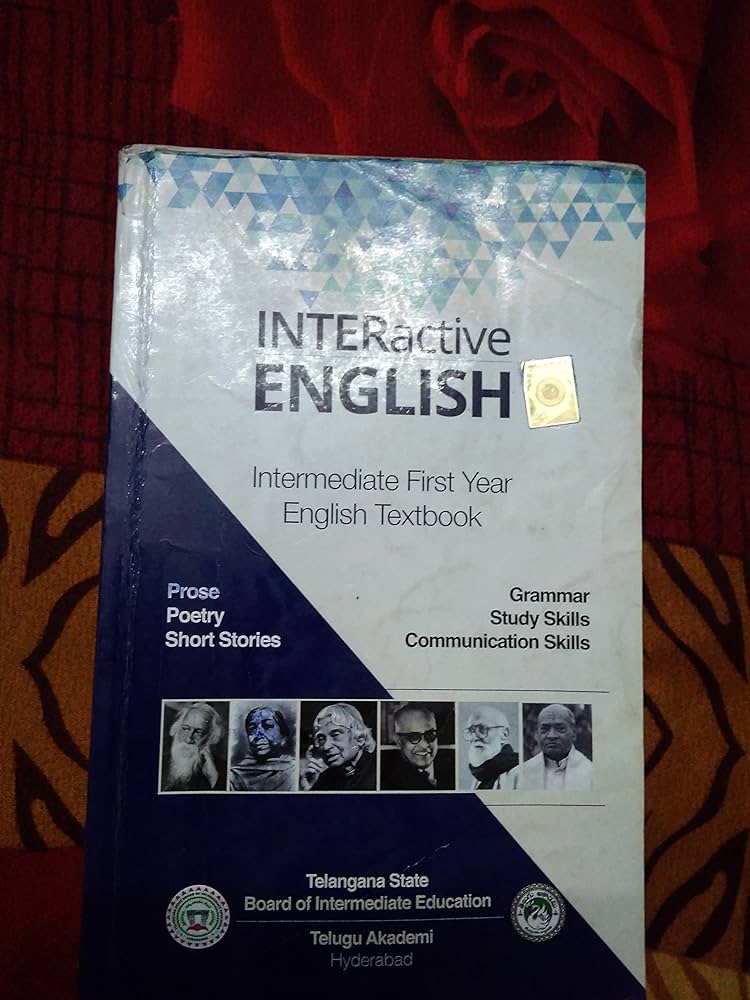 INTERactive
ENGLISH
Intermediate First Year
English Textbook
Prose
Poetry
Short Stories
Grammar
Study Skills
Communication Skills
Telangana State
Board of Intermediate Education
Telugu Akademi
Hyderabad